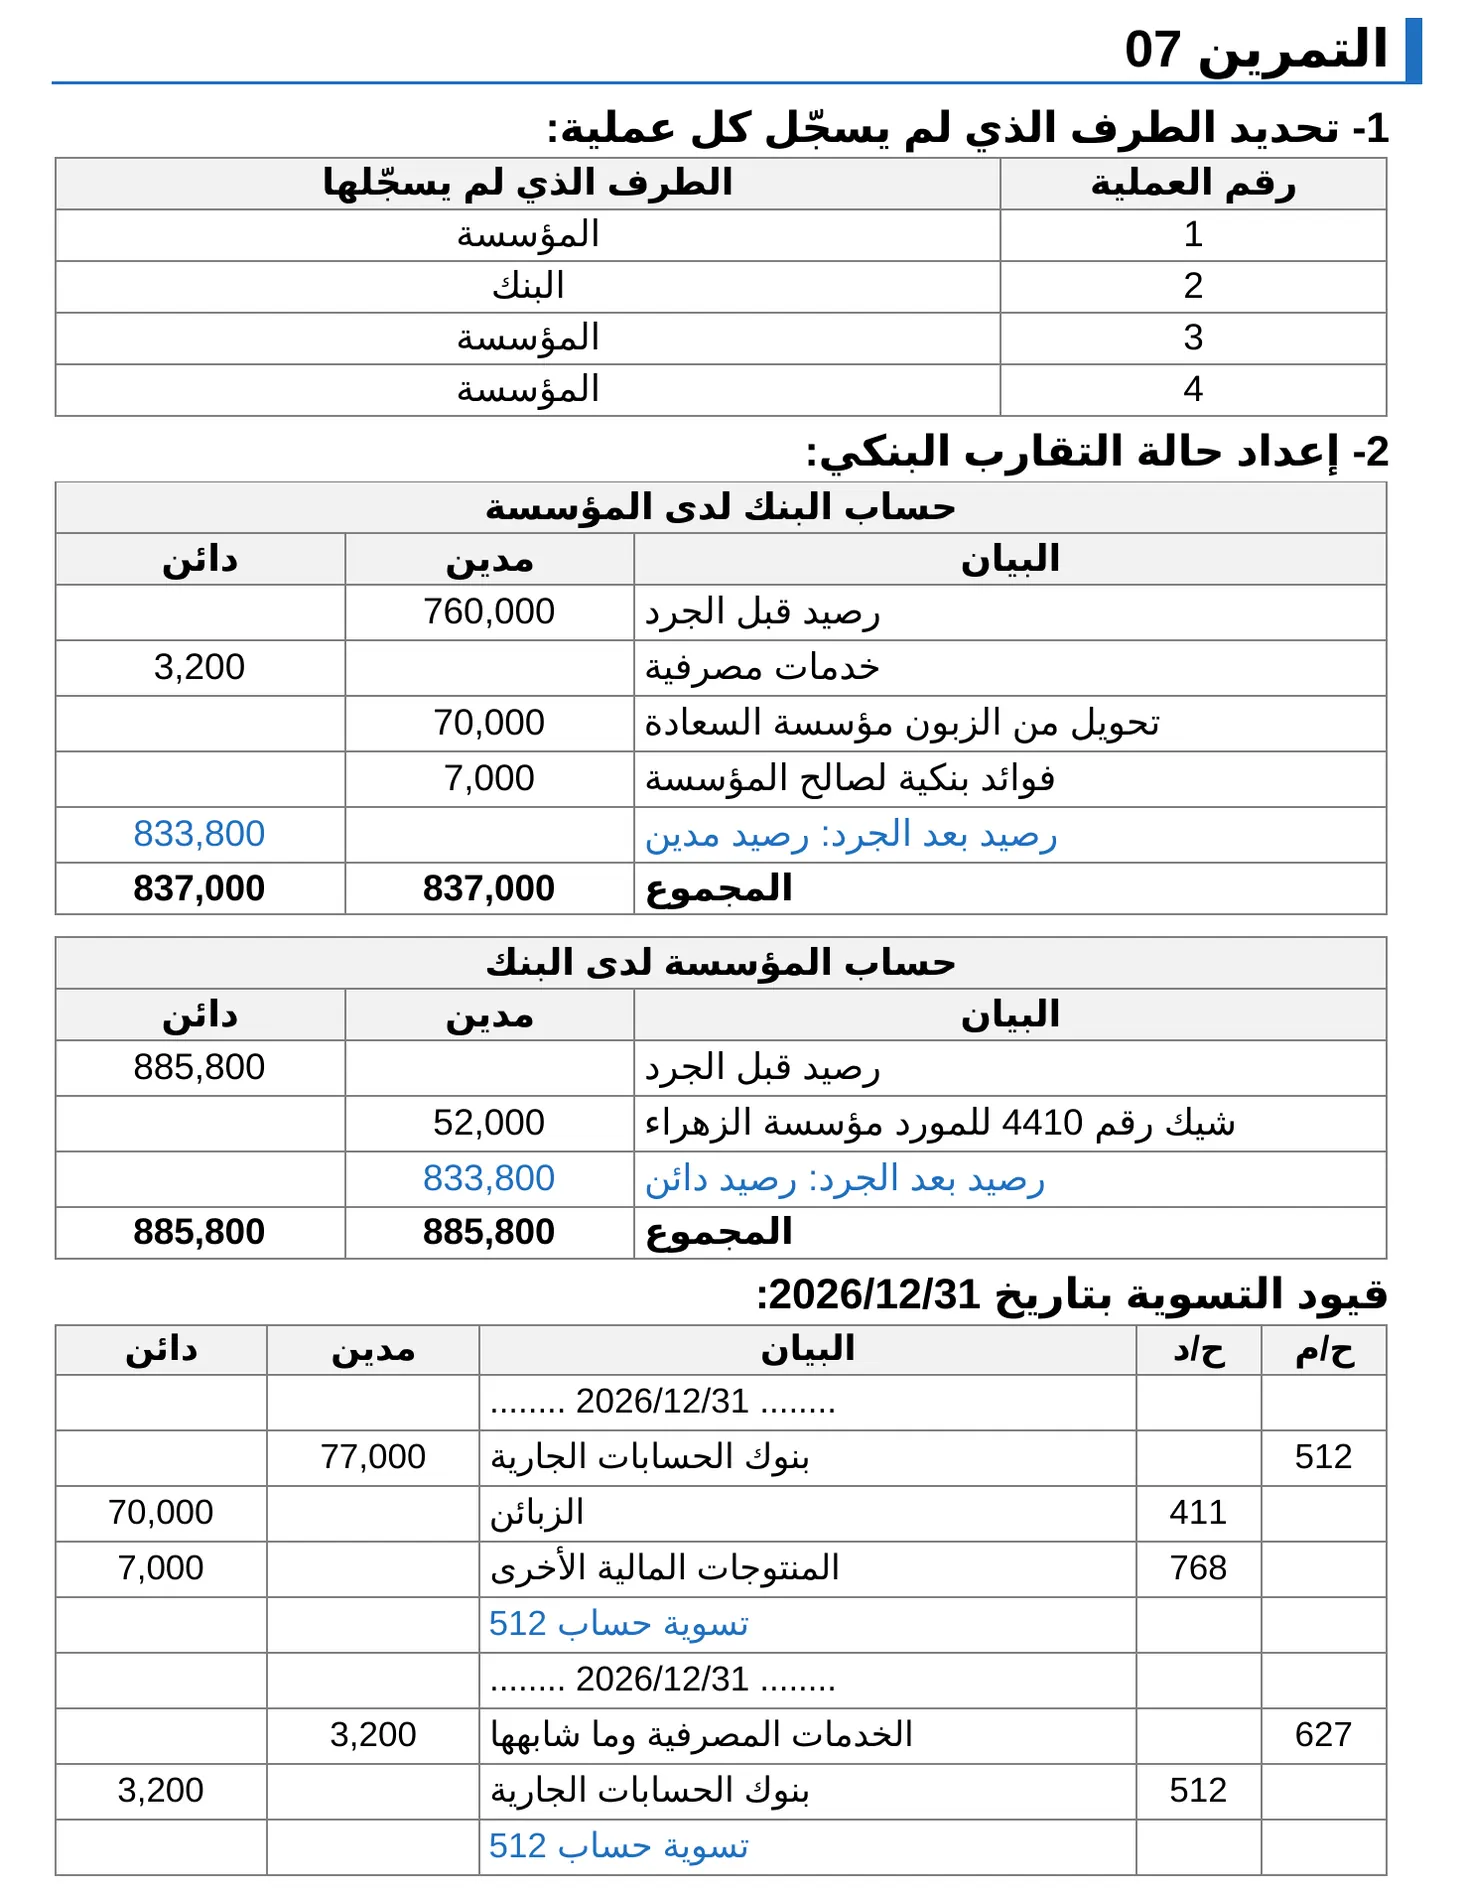 التمرين 07
1- تحديد الطرف الذي لم يسجّل كل عملية:
رقم العملية الطرف الذي لم يسجّلها
1 المؤسسة
2 البنك
3 المؤسسة
4 المؤسسة
2- إعداد حالة التقارب البنكي:
حساب البنك لدى المؤسسة
البيان مدين دائن
رصيد قبل الجرد 760,000
خدمات مصرفية 3,200
تحويل من الزبون مؤسسة السعادة 70,000
فوائد بنكية لصالح المؤسسة 7,000
رصيد بعد الجرد: رصيد مدين 833,800
المجموع 837,000 837,000
حساب المؤسسة لدى البنك
البيان مدين دائن
رصيد قبل الجرد 885,800
شيك رقم 4410 للمورد مؤسسة الزهراء 52,000
رصيد بعد الجرد: رصيد دائن 833,800
المجموع 885,800 885,800
قيود التسوية بتاريخ 2026/12/31:
ح/م ح/د البيان مدين دائن
........ 2026/12/31 ........
512 بنوك الحسابات الجارية 77,000
411 الزبائن 70,000
768 المنتوجات المالية الأخرى 7,000
تسوية حساب 512
........ 2026/12/31 ........
627 الخدمات المصرفية وما شابهها 3,200
512 بنوك الحسابات الجارية 3,200
تسوية حساب 512